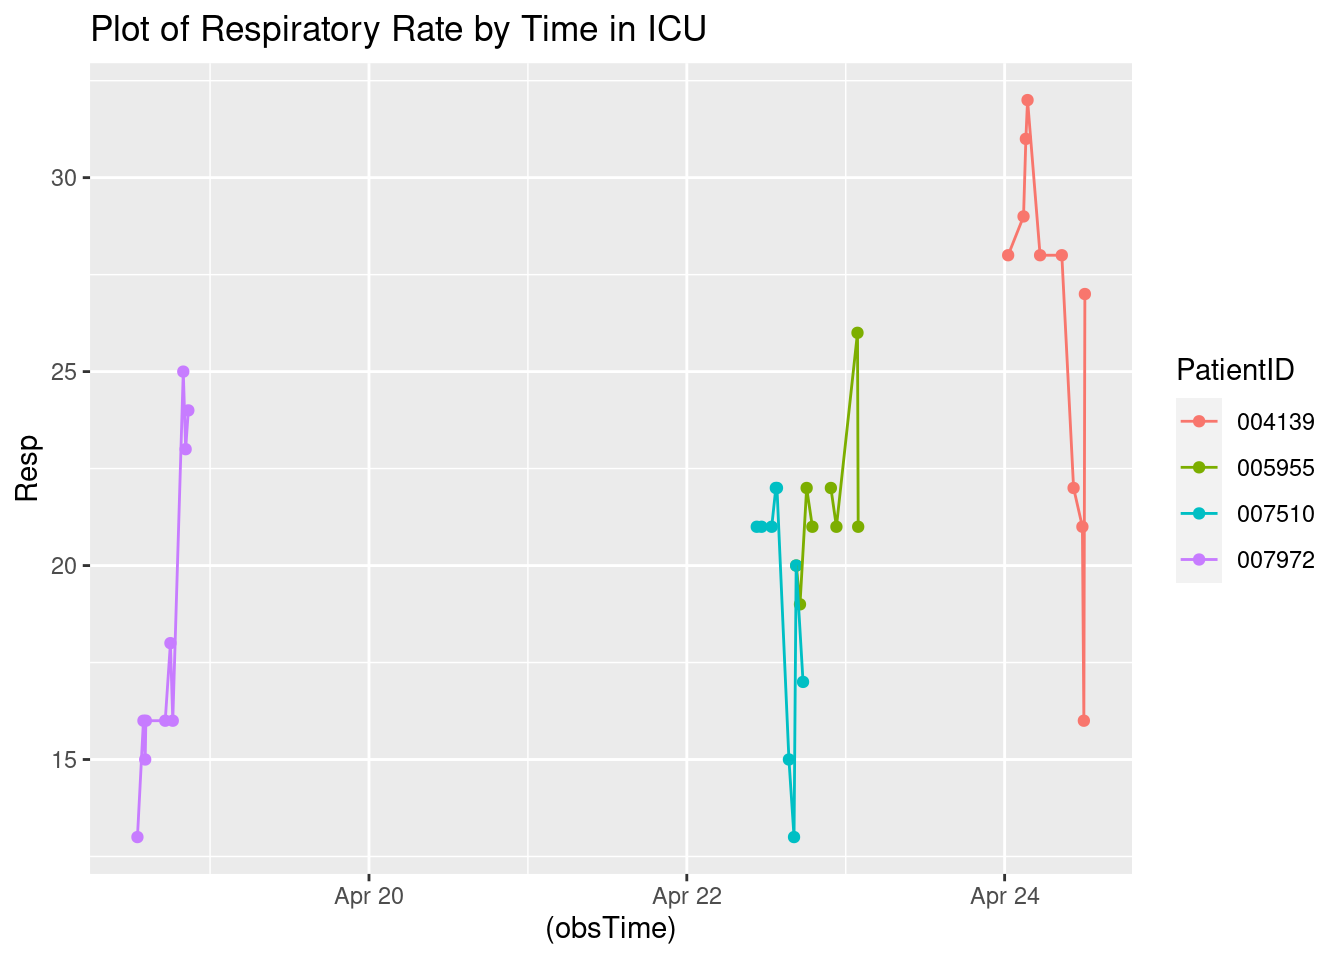 Plot of Respiratory Rate by Time in ICU
30
25
20
15
Resp
Apr 20
Apr 22
Apr 24
(obsTime)
PatientID
004139
005955
007510
007972